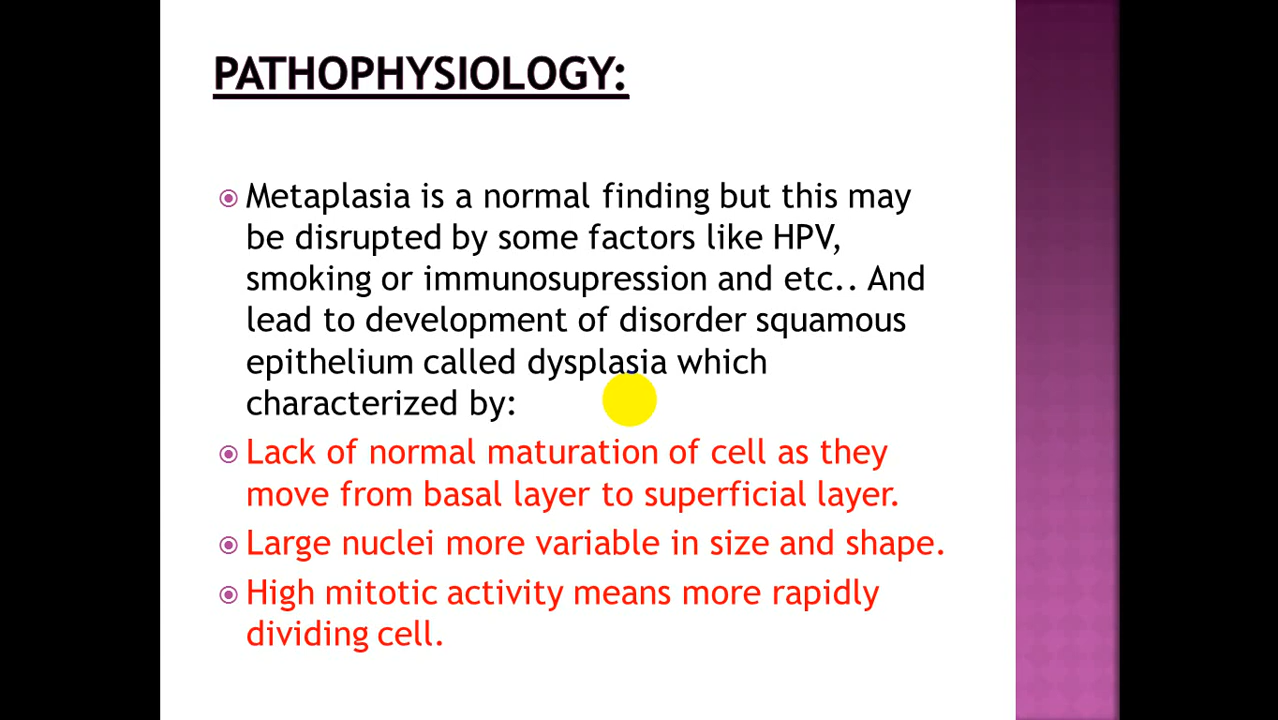 PATHOPHYSIOLOGY:
Metaplasia is a normal finding but this may
be disrupted by some factors like HPV,
smoking or immunosupression and etc.. And
lead to development of disorder squamous
epithelium called dysplasia which
characterized by:
Lack of normal maturation of cell as they
move from basal layer to superficial layer.
Large nuclei more variable in size and shape.
High mitotic activity means more rapidly
dividing cell.